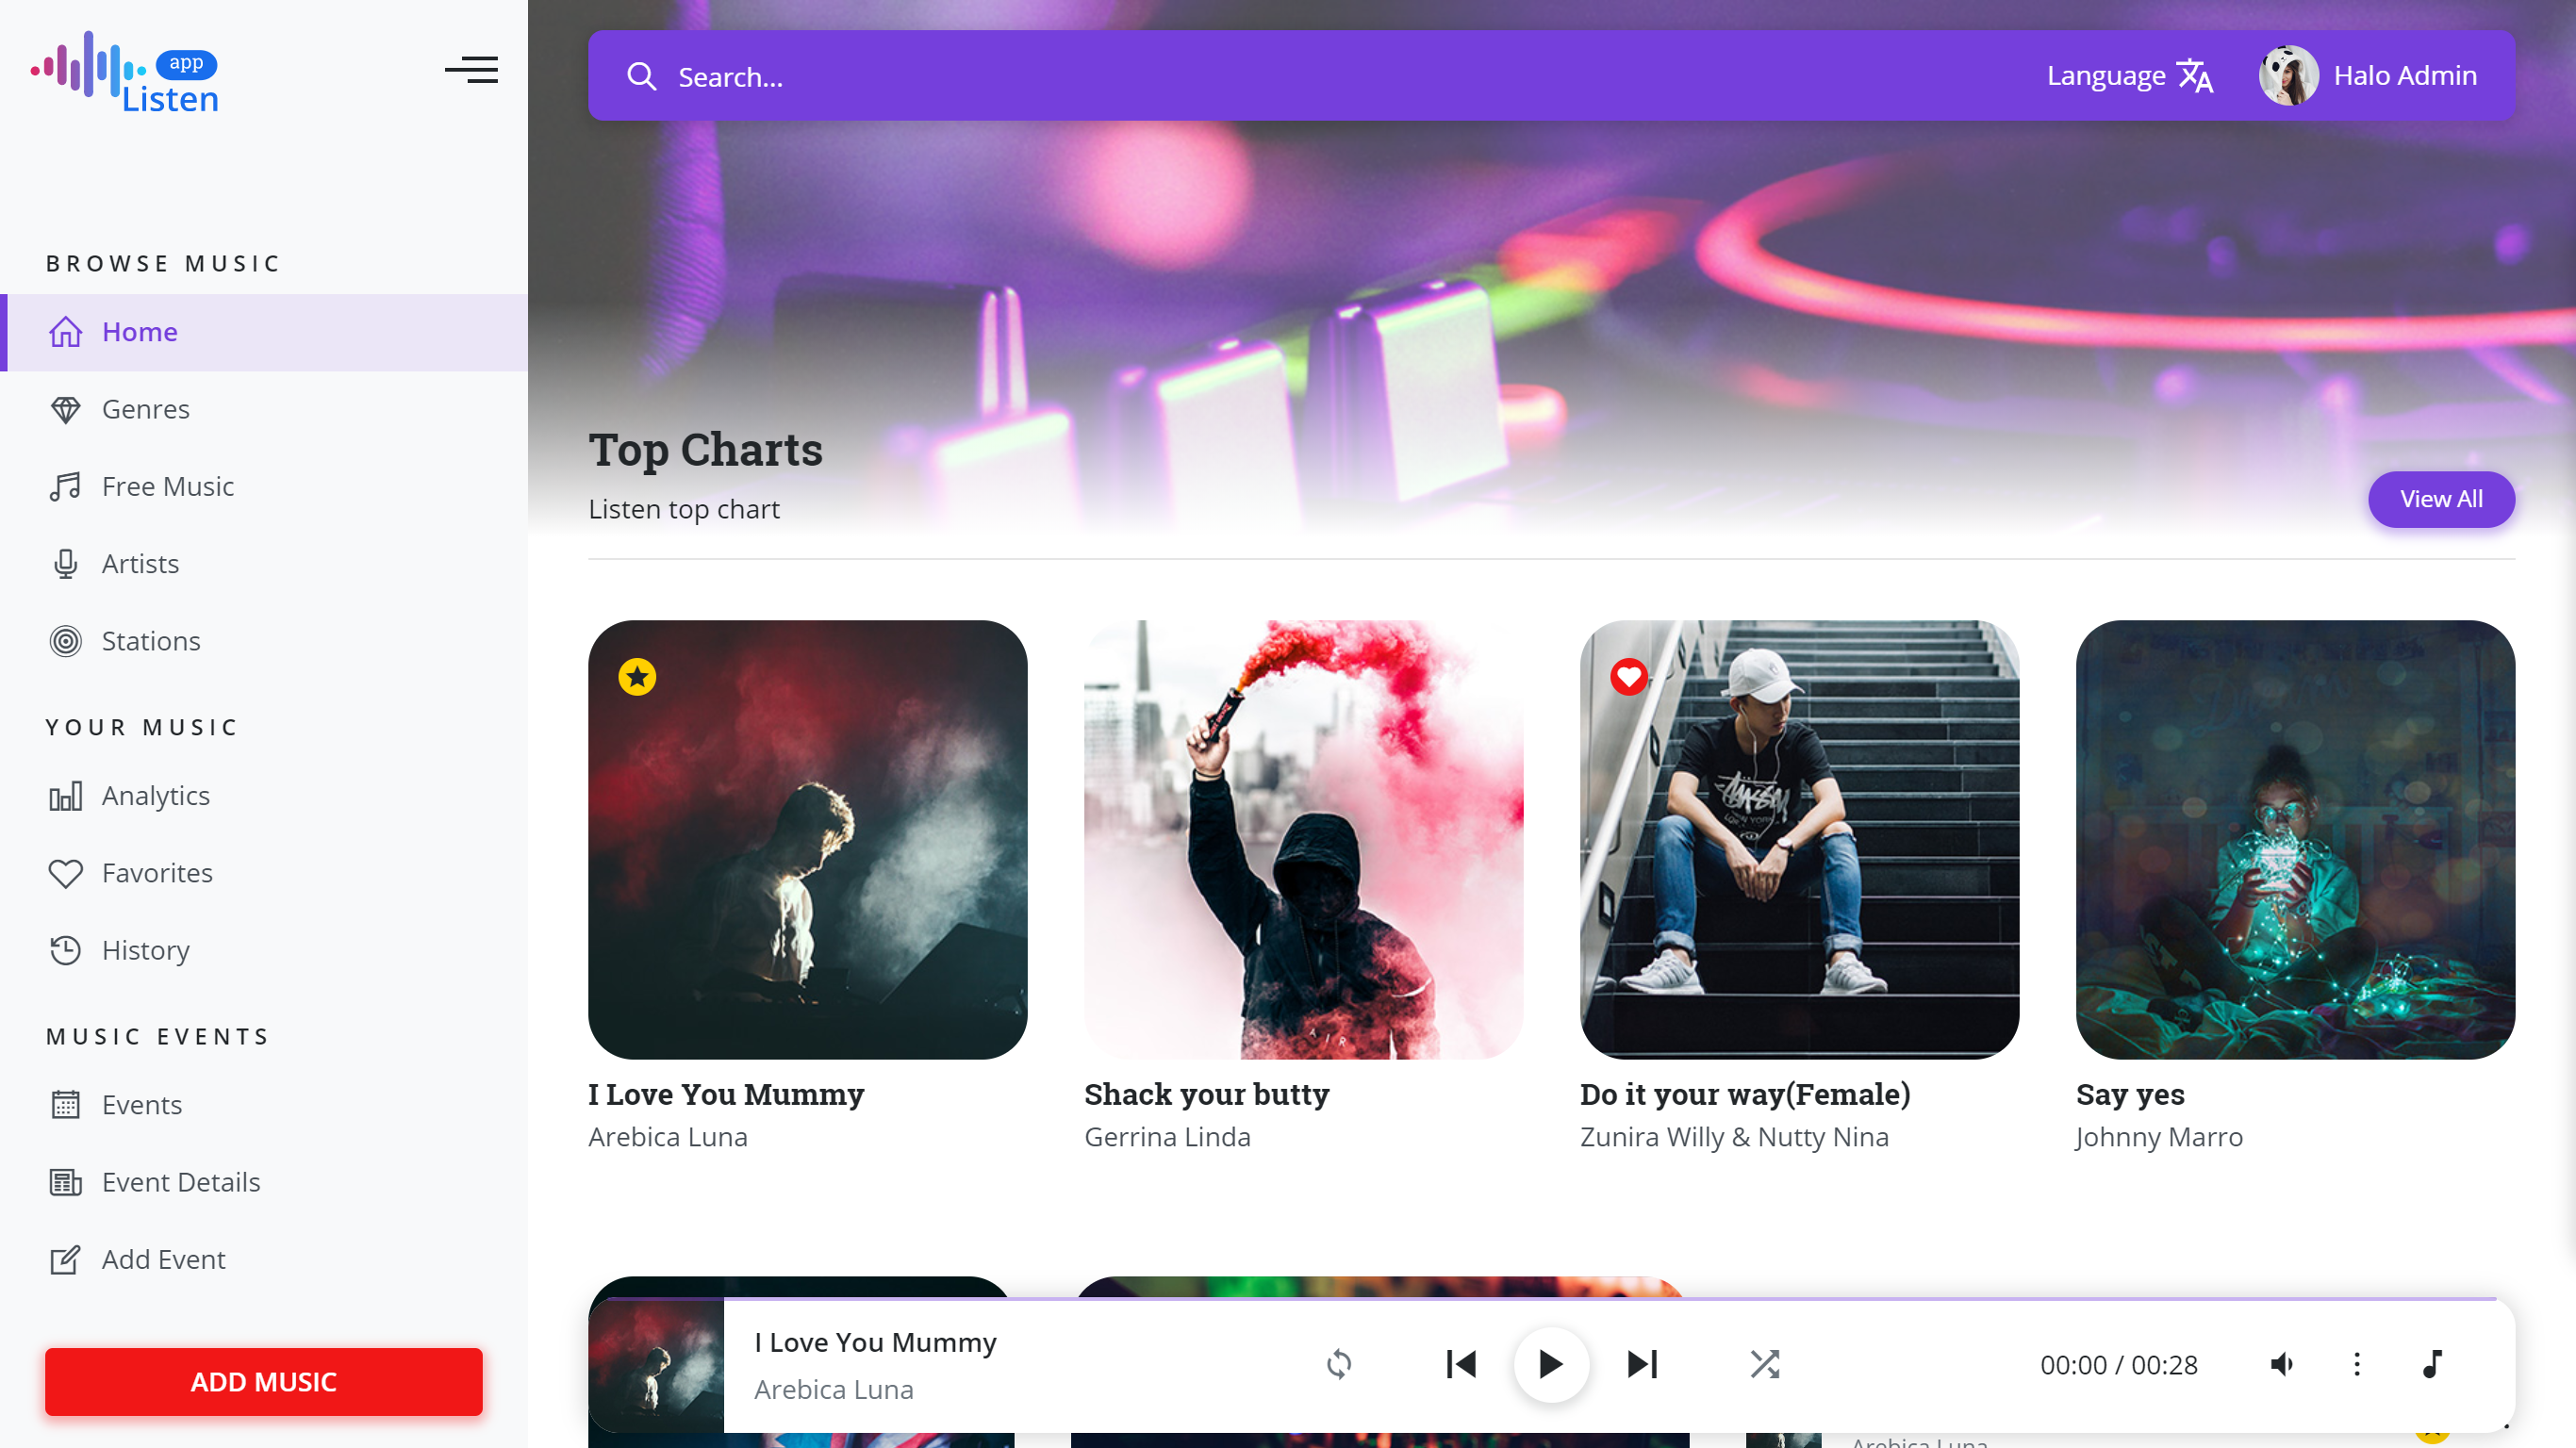 app
Listen
Search...
Language
Halo Admin
BROWSE MUSIC
Home
Genres
Free Music
Artists
Stations
YOUR MUSIC
Analytics
Favorites
History
MUSIC EVENTS
Events
Event Details
Add Event
ADD MUSIC
Top Charts
Listen top chart
View All
I Love You Mummy
Arebica Luna
Shack your butty
Gerrina Linda
Do it your way(Female)
Zunira Willy & Nutty Nina
Say yes
Johnny Marro
AIR
I Love You Mummy
Arebica Luna
00:00 / 00:28
Arebica Luna